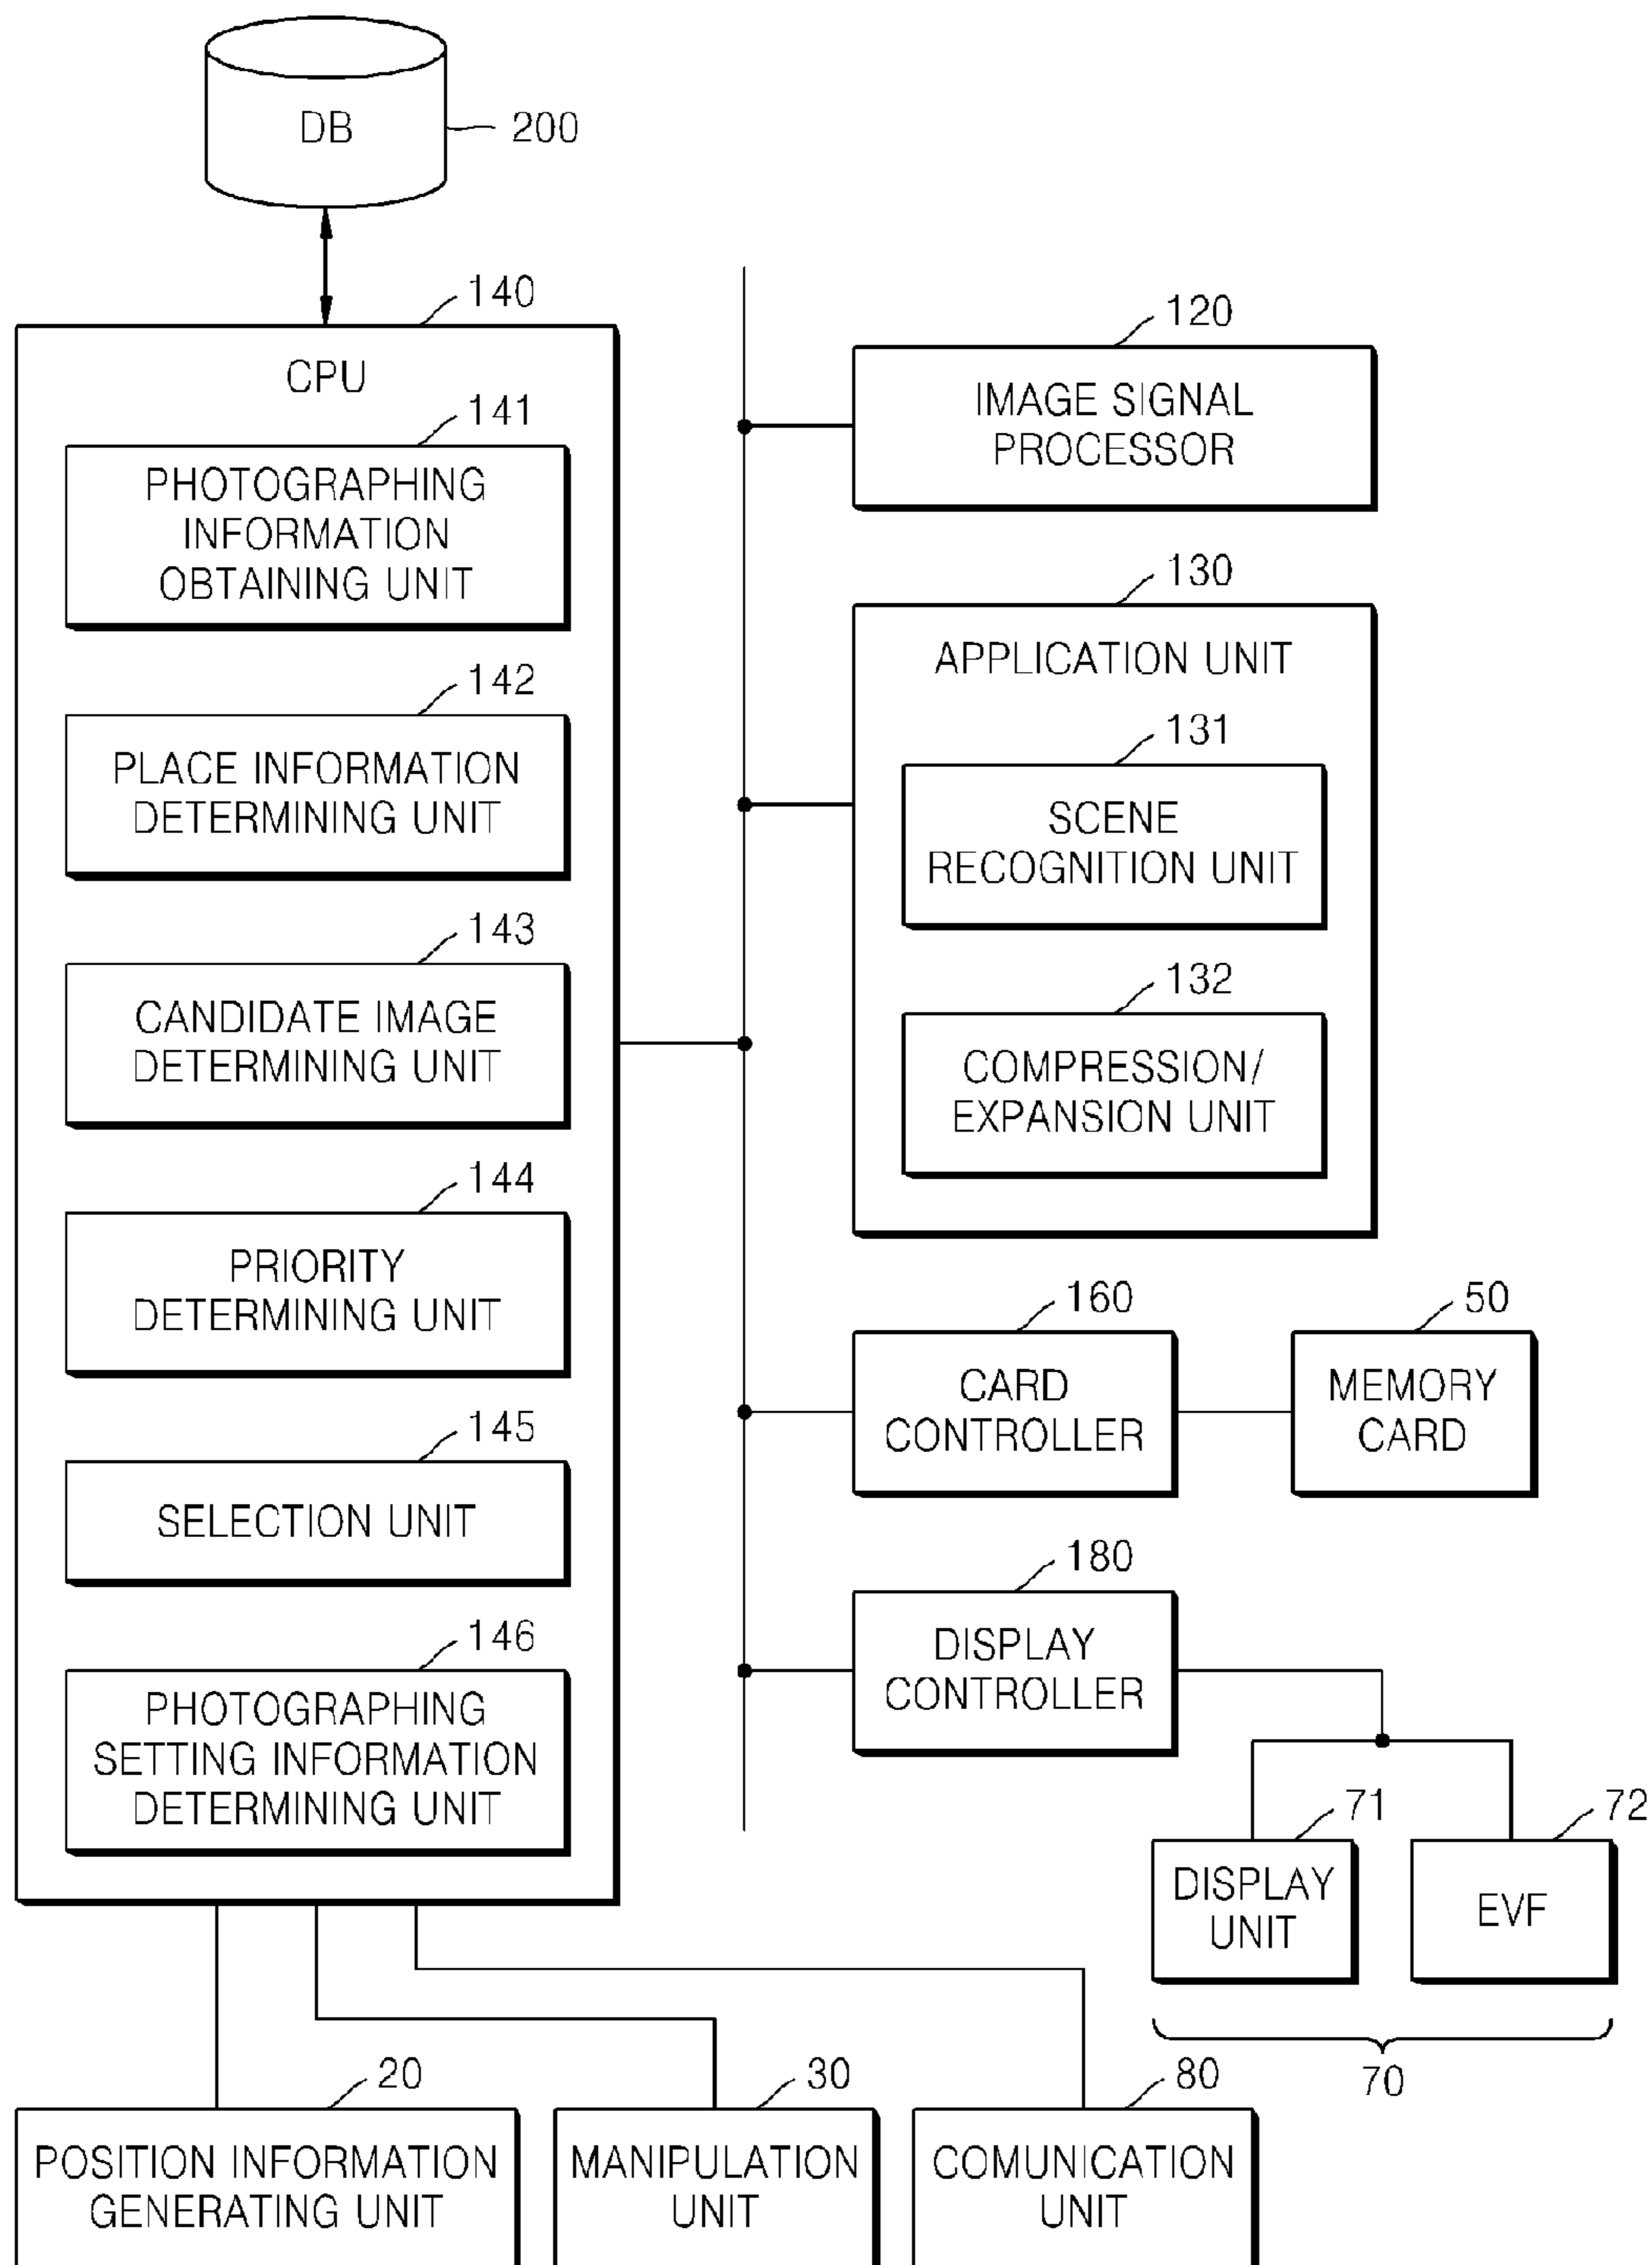 DB
200
140
CPU
141
PHOTOGRAPHING
INFORMATION
OBTAINING UNIT
142
PLACE INFORMATION
DETERMINING UNIT
143
CANDIDATE IMAGE
DETERMINING UNIT
144
PRIORITY
DETERMINING UNIT
145
SELECTION UNIT
146
PHOTOGRAPHING
SETTING INFORMATION
DETERMINING UNIT
120
IMAGE SIGNAL
PROCESSOR
130
APPLICATION UNIT
131
SCENE
RECOGNITION UNIT
132
COMPRESSION/
EXPANSION UNIT
160
CARD
CONTROLLER
50
MEMORY
CARD
180
DISPLAY
CONTROLLER
71
DISPLAY
UNIT
72
EVF
70
20
POSITION INFORMATION
GENERATING UNIT
30
MANIPULATION
UNIT
80
COMUNICATION
UNIT